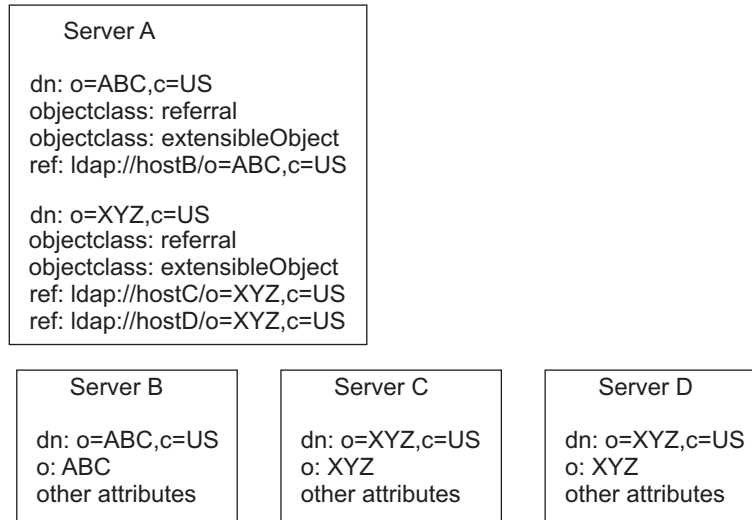 Server A
dn: o=ABC,c=US
objectclass: referral
objectclass: extensibleObject
ref: ldap://hostB/o=ABC,c=US
dn: o=XYZ,c=US
objectclass: referral
objectclass: extensibleObject
ref: ldap://hostC/o=XYZ,c=US
ref: ldap://hostD/o=XYZ,c=US
Server B
dn: o=ABC,c=US
o: ABC
other attributes
Server C
dn: o=XYZ,c=US
o: XYZ
other attributes
Server D
dn: o=XYZ,c=US
o: XYZ
other attributes